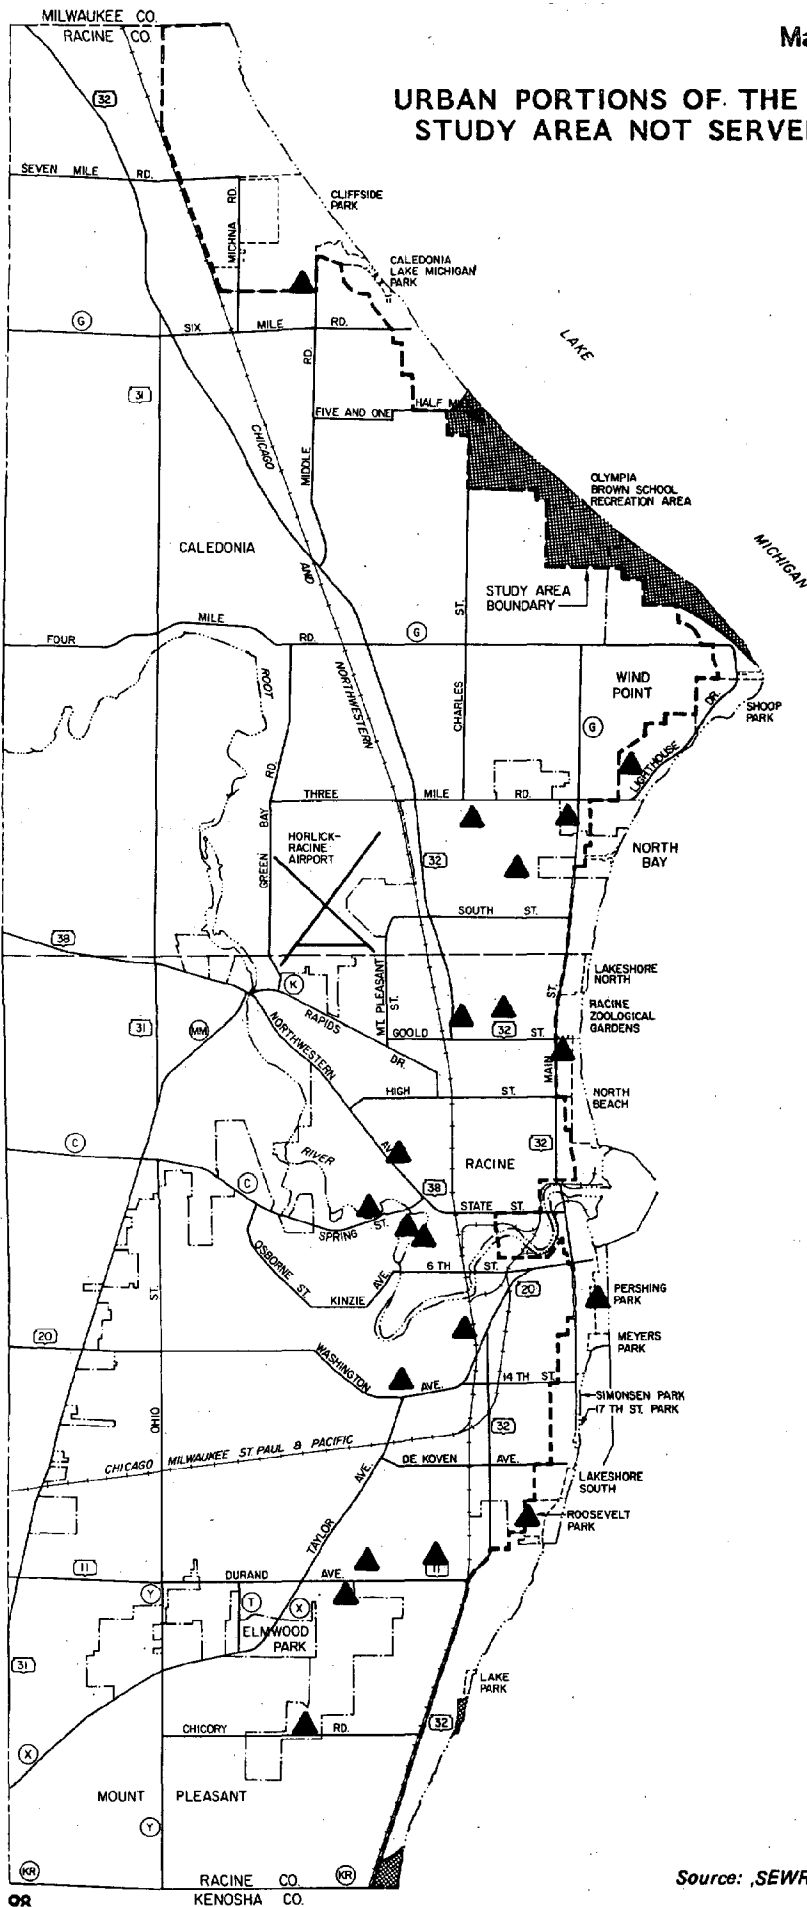 MILWAUKEE CO.
RACINE CO.
Ma
URBAN PORTIONS OF THE
STUDY AREA NOT SERVE
32
SEVEN MILE RD.
MICHNA RD.
CLIFFSIDE
PARK
CALEDONIA
LAKE MICHIGAN
PARK
G
SIX MILE RD.
LAKE
31
MIDDLE RD.
FIVE AND ONE HALF MI
CHICAGO AND NORTHWESTERN
OLYMPIA
BROWN SCHOOL
RECREATION AREA
MICHIGAN
CALEDONIA
STUDY AREA
BOUNDARY
FOUR MILE RD.
G
ROOT
CHARLES ST.
WIND
POINT
SHOOP
PARK
G
LIGHTHOUSE DR.
THREE MILE RD.
GREEN BAY RD.
HORLICK-
RACINE
AIRPORT
32
NORTH
BAY
SOUTH ST.
38
LAKESHORE
NORTH
K
MT. PLEASANT ST.
RACINE
ZOOLOGICAL
GARDENS
31
MM
RAPIDS DR.
GOOLD ST.
32
NORTHWESTERN AVE.
MAIN ST.
HIGH ST.
NORTH
BEACH
C
RIVER
32
RACINE
C
38
STATE ST.
SPRING ST.
OSBORNE ST.
6 TH ST.
KINZIE AVE.
20
PERSHING
PARK
20
MEYERS
PARK
WASHINGTON AVE.
14 TH ST.
SIMONSEN PARK
17 TH ST. PARK
OHIO ST.
32
CHICAGO MILWAUKEE ST. PAUL & PACIFIC
DE KOVEN AVE.
LAKESHORE
SOUTH
TAYLOR AVE.
ROOSEVELT
PARK
11
DURAND AVE.
11
Y
T
X
ELMWOOD
PARK
31
LAKE
PARK
32
CHICORY RD.
X
MOUNT PLEASANT
Y
KR
KR
RACINE CO.
KENOSHA CO.
Source: SEWR
98